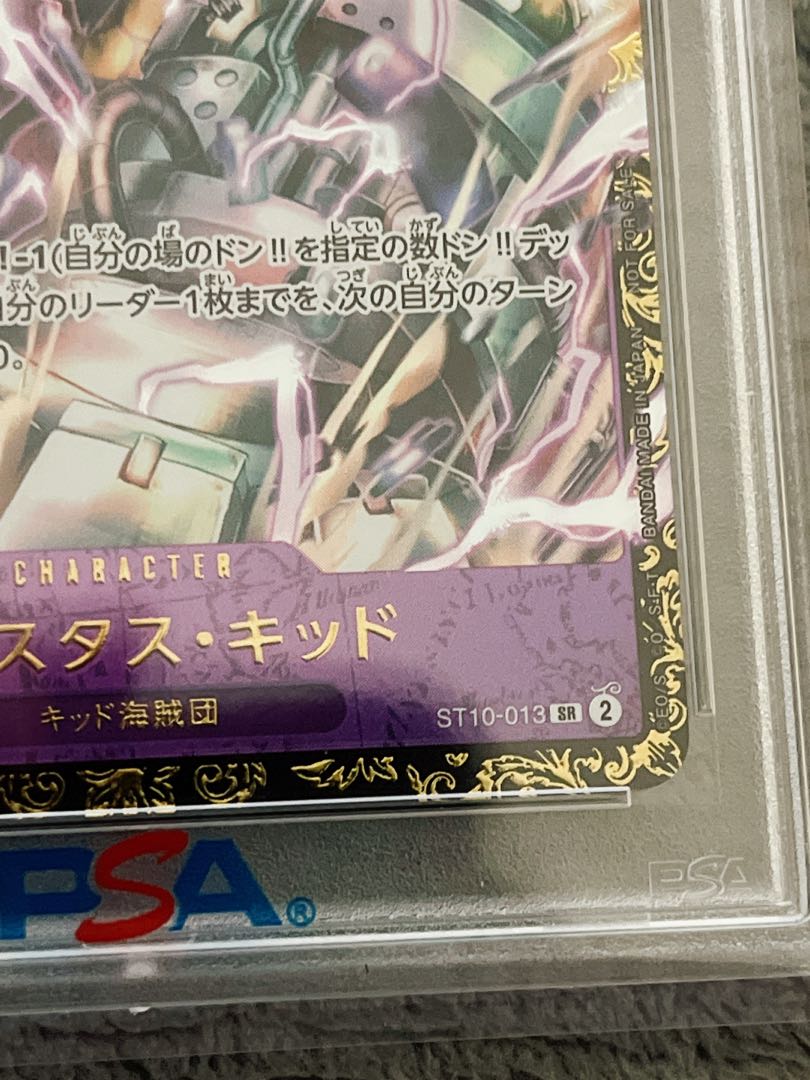 !-1(自分の場のドン!!を指定の数ドン!!デッ
自分のリーダー1枚までを、次の自分のターン
0。
CHARACTER
スタス・キッド
キッド海賊団
ST10-013 SR 2
©EO/S., CO/ S・F・T BANDAI MADE IN JAPAN NOT FOR SALE
PSA®
PSA